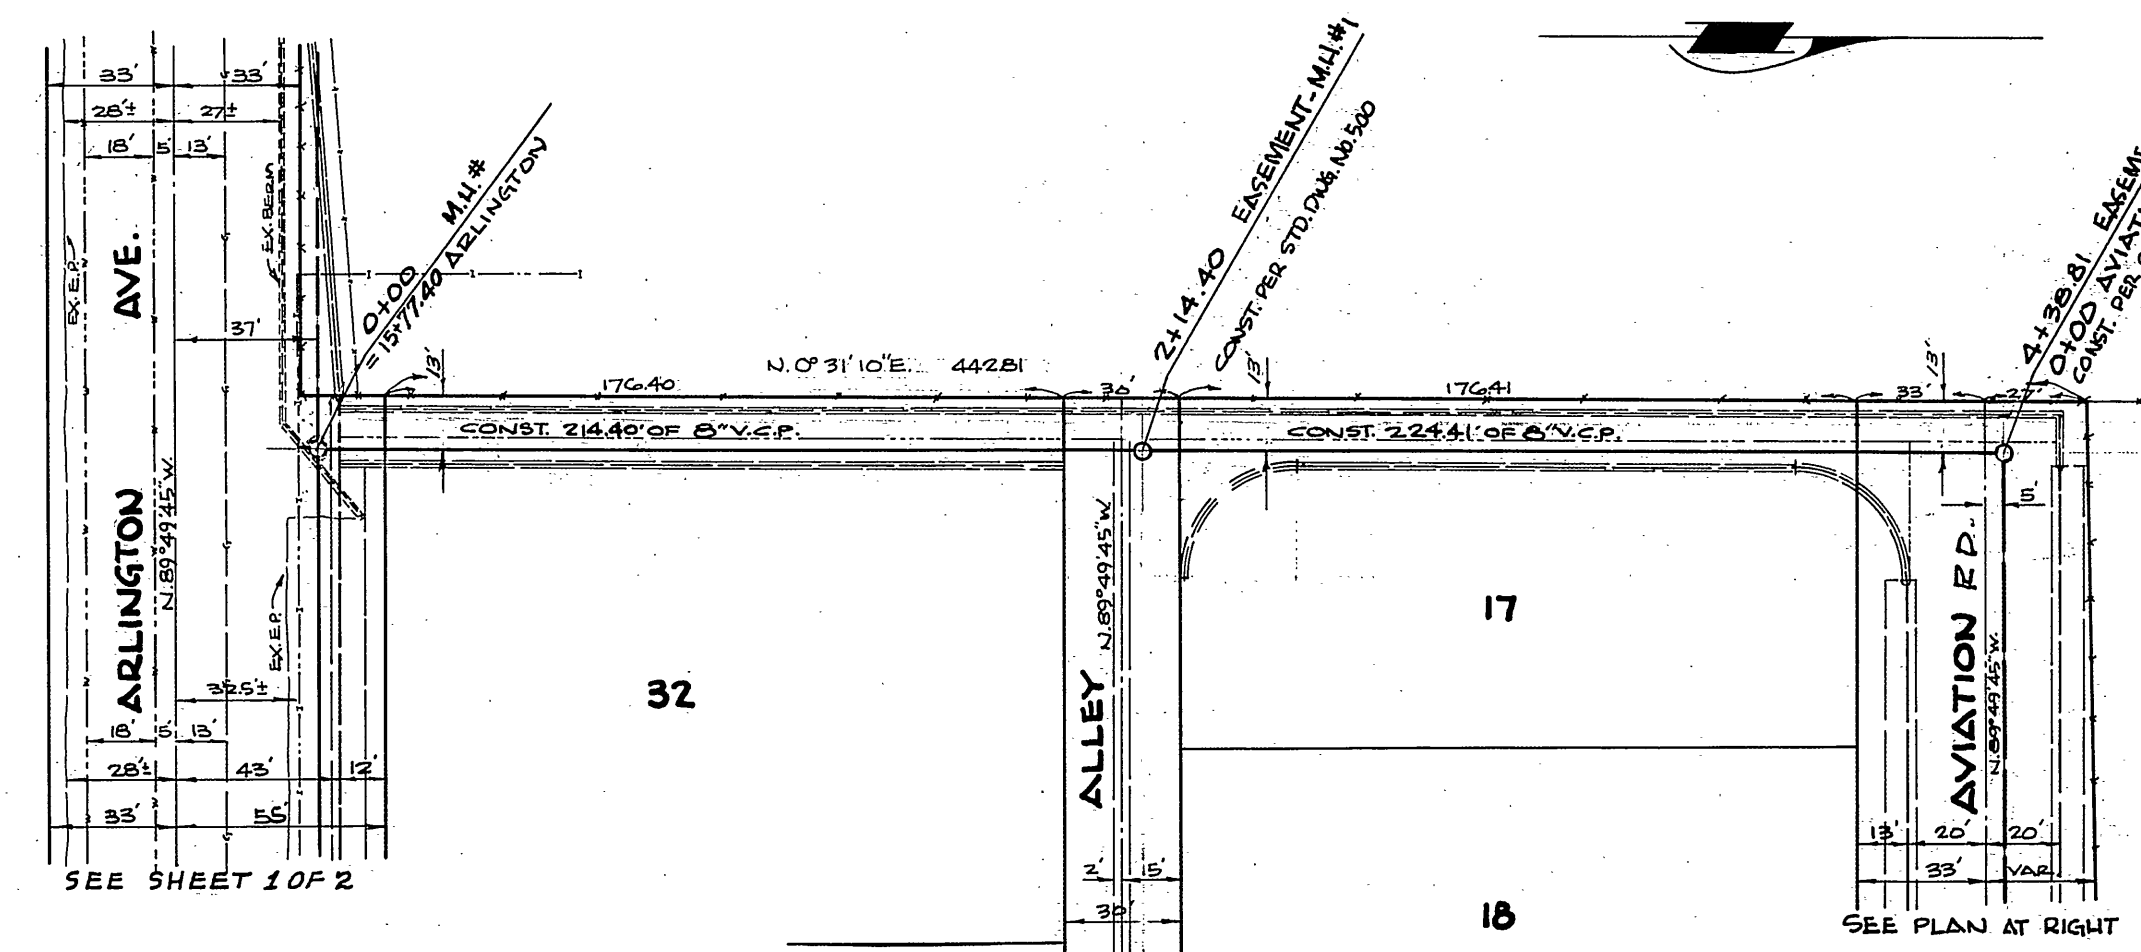 33'
33'
28'±
27±
18'
5'
13'
EX. BERM
EX. E.P.
ARLINGTON AVE.
N.89°49'45"W.
37'
M.H.#
0+00
= 15+77.40 ARLINGTON
EASEMENT-M.H.#1
2+14.40
CONST. PER STD. DWG. No. 500
4+38.81
0+00
CONST. PER
13'
N. 0° 31' 10" E. 442.81
176.40
30'
13'
176.41
33'
13'
CONST. 214.40' OF 8" V.C.P.
CONST. 224.41' OF 8" V.C.P.
5'
EX. E.P.
32.5'±
32
ALLEY
N.89°49'45"W.
17
18
AVIATION RD.
N.89°49'45"W.
18'
5'
13'
28'±
43'
12'
33'
55'
SEE SHEET 1 OF 2
2'
15'
30'
13'
20'
20'
33'
VAR.
SEE PLAN AT RIGHT